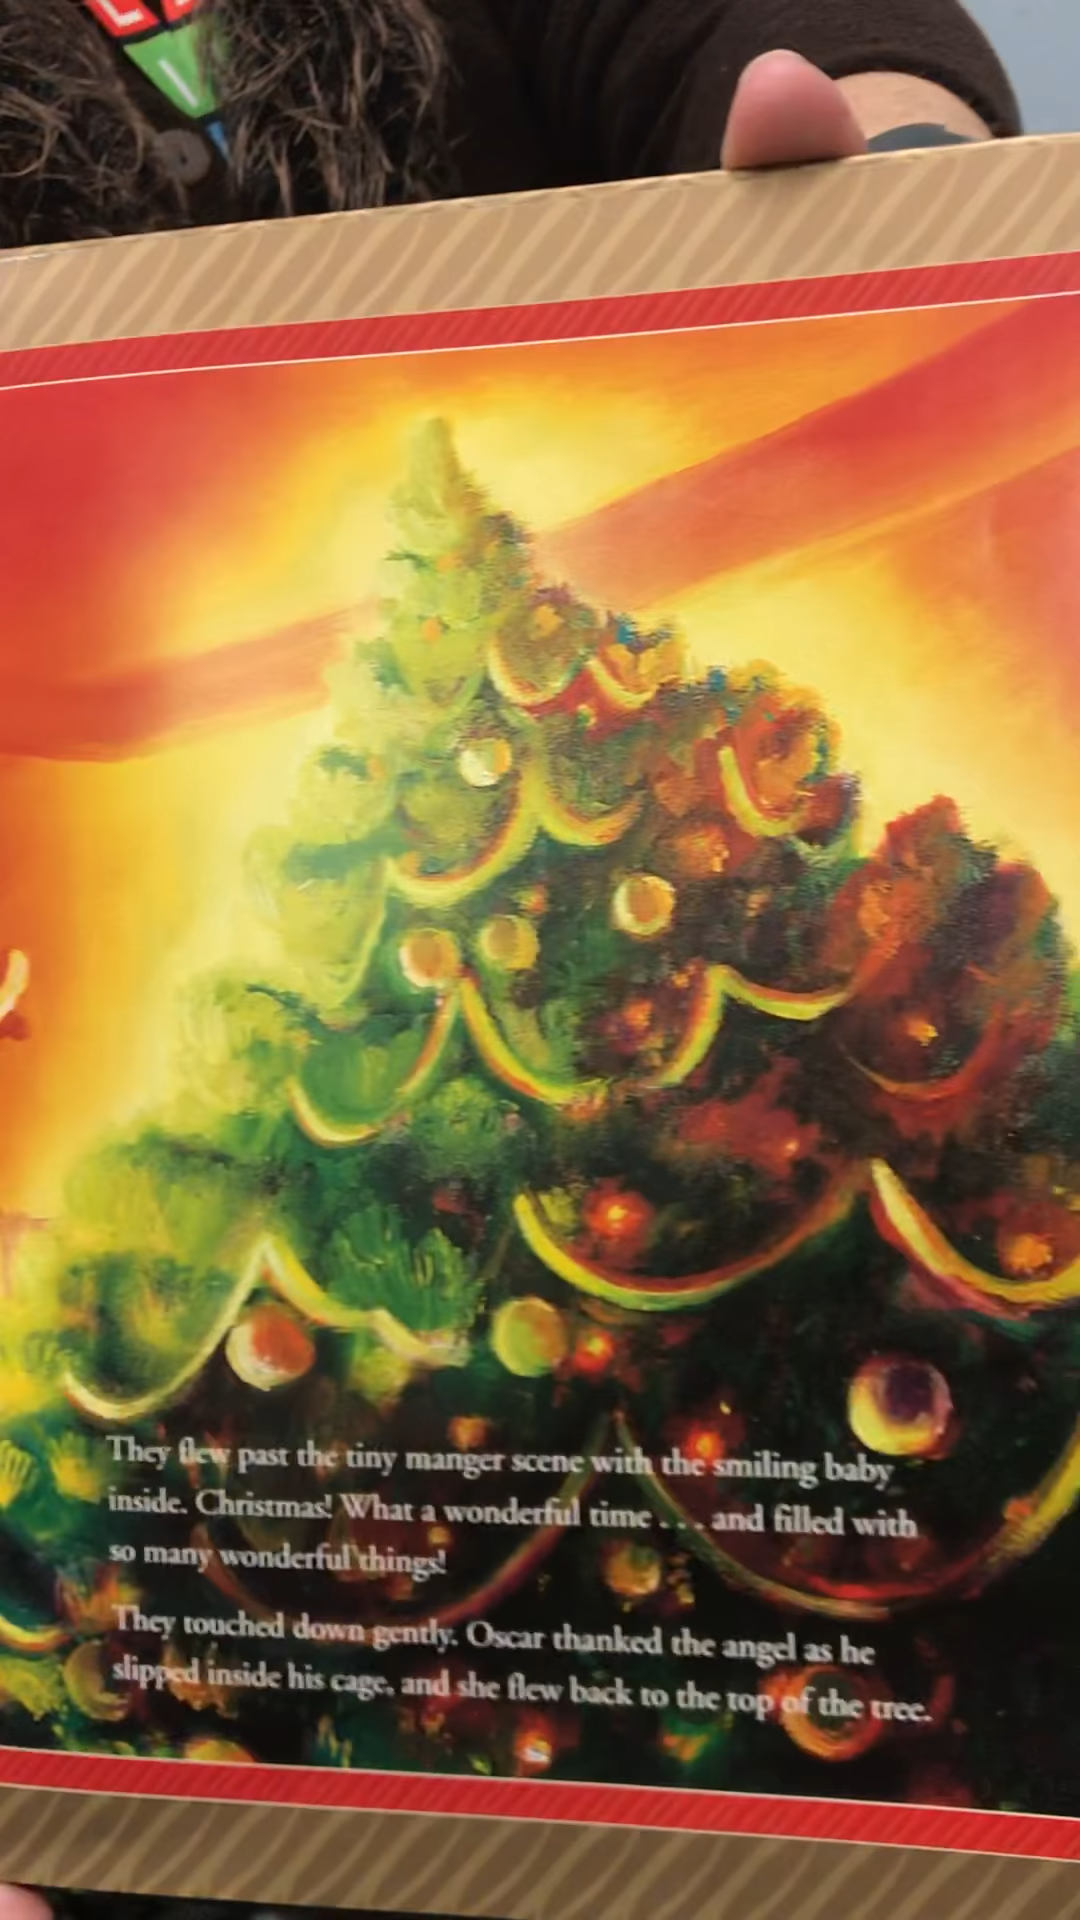 They flew past the tiny manger scene with the smiling baby
inside. Christmas! What a wonderful time . . . and filled with
so many wonderful things!
They touched down gently. Oscar thanked the angel as he
slipped inside his cage, and she flew back to the top of the tree.